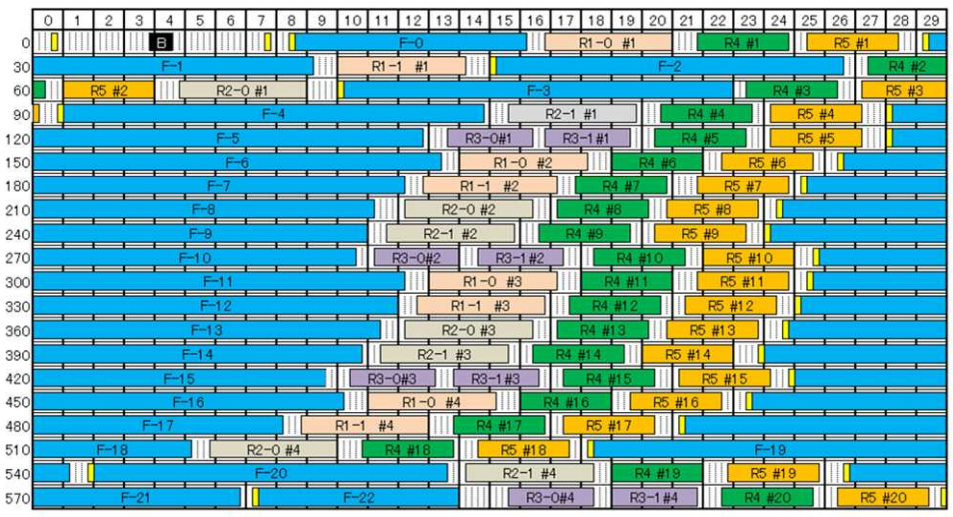 0 1 2 3 4 5 6 7 8 9 10 11 12 13 14 15 16 17 18 19 20 21 22 23 24 25 26 27 28 29
0 B F-0 R1-0 #1 R4 #1 R5 #1
30 F-1 R1-1 #1 F-2 R4 #2
60 R5 #2 R2-0 #1 F-3 R4 #3 R5 #3
90 F-4 R2-1 #1 R4 #4 R5 #4
120 F-5 R3-0#1 R3-1#1 R4 #5 R5 #5
150 F-6 R1-0 #2 R4 #6 R5 #6
180 F-7 R1-1 #2 R4 #7 R5 #7
210 F-8 R2-0 #2 R4 #8 R5 #8
240 F-9 R2-1 #2 R4 #9 R5 #9
270 F-10 R3-0#2 R3-1#2 R4 #10 R5 #10
300 F-11 R1-0 #3 R4 #11 R5 #11
330 F-12 R1-1 #3 R4 #12 R5 #12
360 F-13 R2-0 #3 R4 #13 R5 #13
390 F-14 R2-1 #3 R4 #14 R5 #14
420 F-15 R3-0#3 R3-1#3 R4 #15 R5 #15
450 F-16 R1-0 #4 R4 #16 R5 #16
480 F-17 R1-1 #4 R4 #17 R5 #17
510 F-18 R2-0 #4 R4 #18 R5 #18 F-19
540 F-20 R2-1 #4 R4 #19 R5 #19
570 F-21 F-22 R3-0#4 R3-1#4 R4 #20 R5 #20